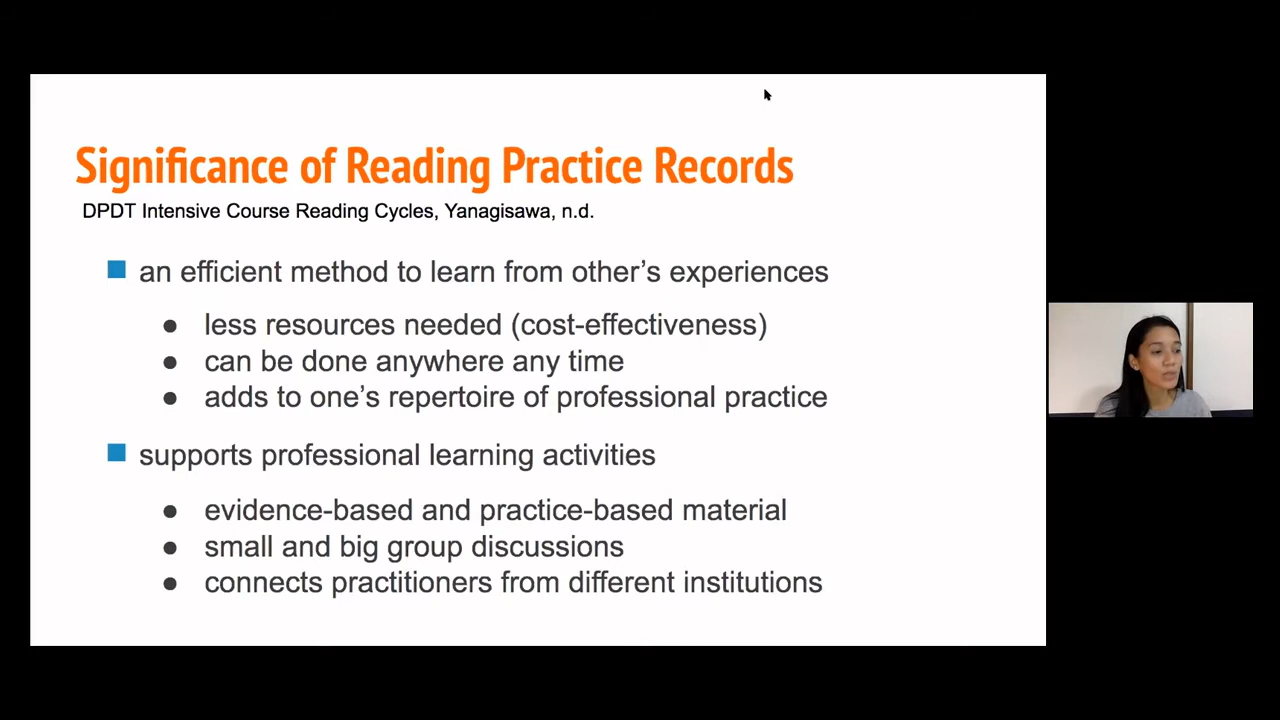 Significance of Reading Practice Records
DPDT Intensive Course Reading Cycles, Yanagisawa, n.d.
an efficient method to learn from other’s experiences
less resources needed (cost-effectiveness)
can be done anywhere any time
adds to one’s repertoire of professional practice
supports professional learning activities
evidence-based and practice-based material
small and big group discussions
connects practitioners from different institutions